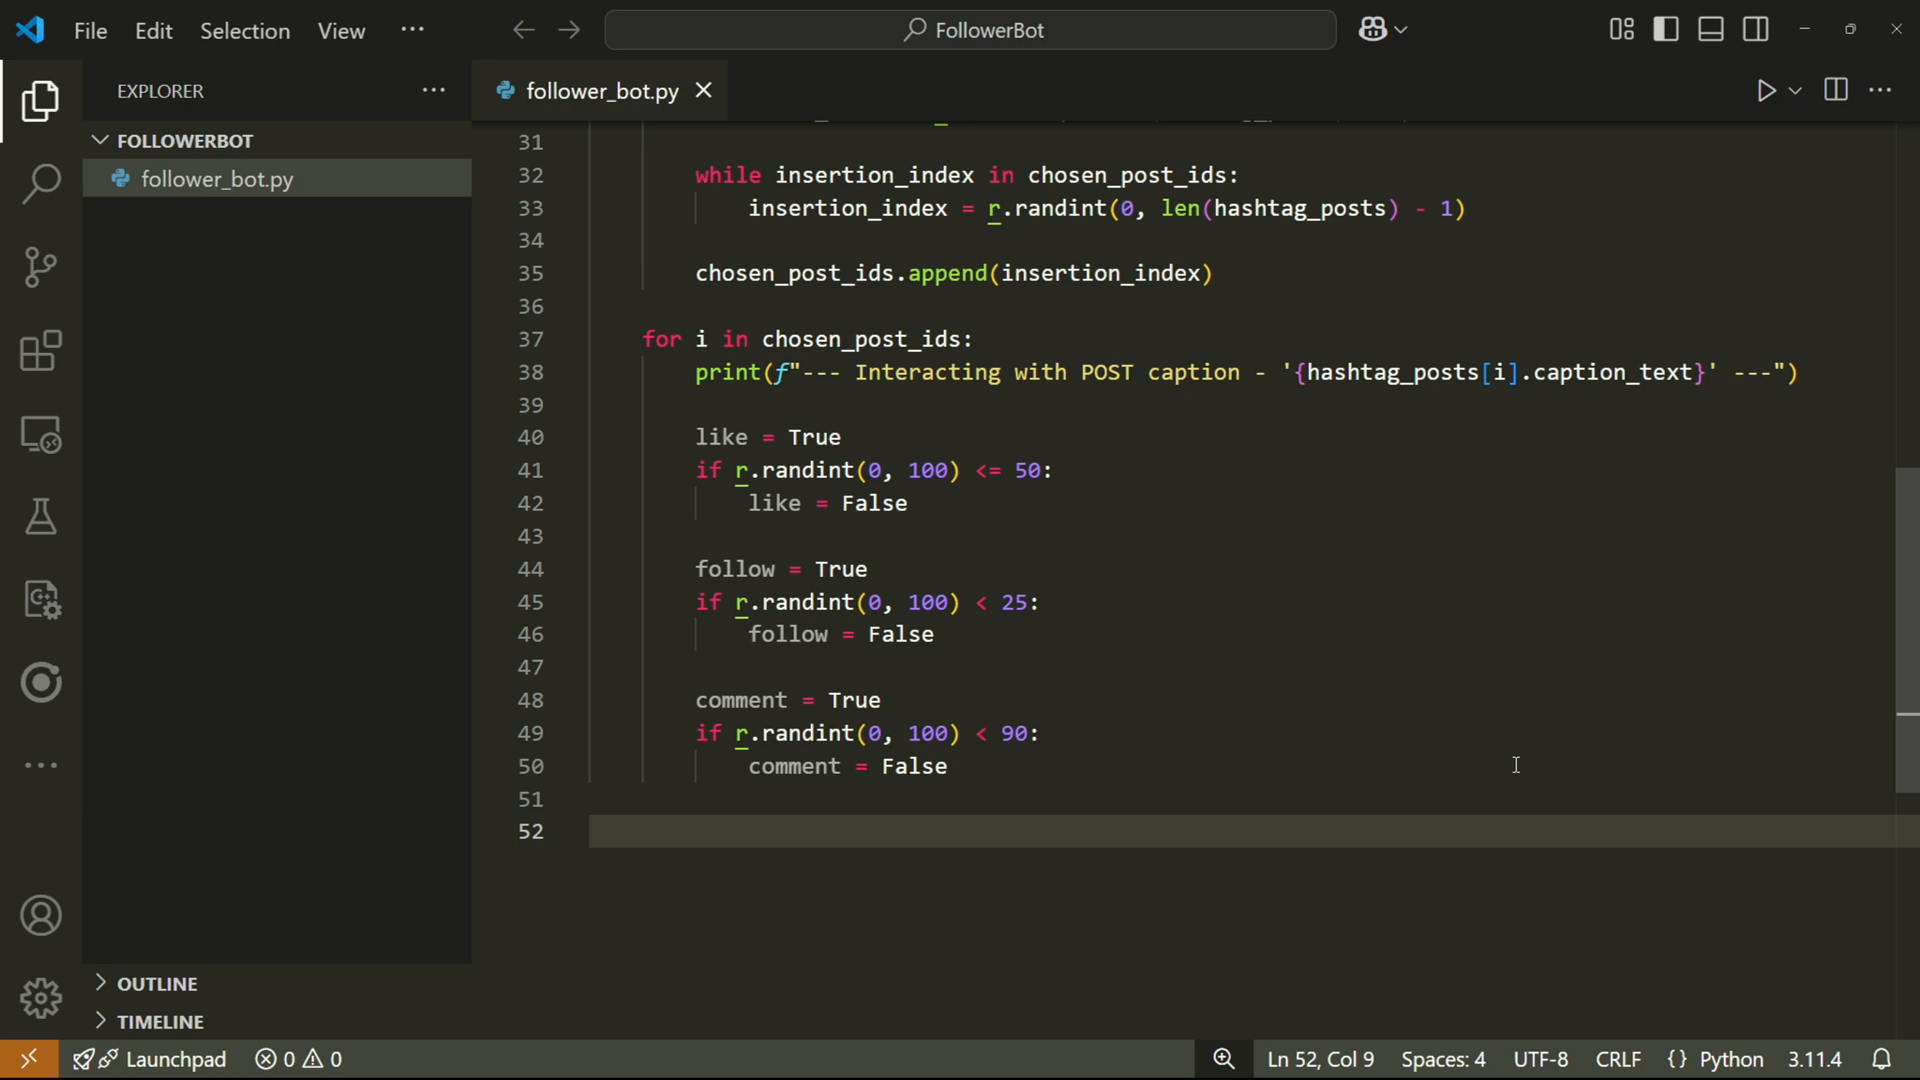 File Edit Selection View ··· FollowerBot
EXPLORER ···
follower_bot.py
FOLLOWERBOT
follower_bot.py
31
32 while insertion_index in chosen_post_ids:
33 insertion_index = r.randint(0, len(hashtag_posts) - 1)
34
35 chosen_post_ids.append(insertion_index)
36
37 for i in chosen_post_ids:
38 print(f"--- Interacting with POST caption - '{hashtag_posts[i].caption_text}' ---")
39
40 like = True
41 if r.randint(0, 100) <= 50:
42 like = False
43
44 follow = True
45 if r.randint(0, 100) < 25:
46 follow = False
47
48 comment = True
49 if r.randint(0, 100) < 90:
50 comment = False
51
52
OUTLINE
TIMELINE
Launchpad 0 0 Ln 52, Col 9 Spaces: 4 UTF-8 CRLF {} Python 3.11.4